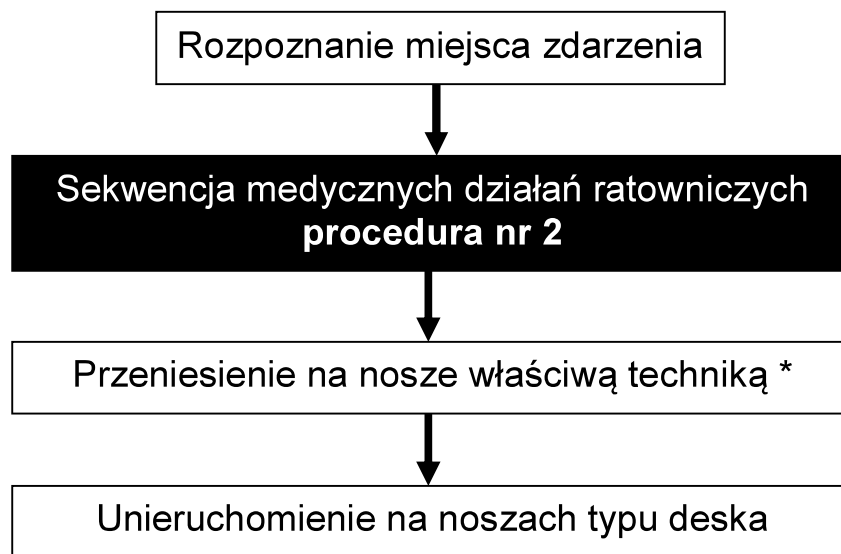 Rozpoznanie miejsca zdarzenia
Sekwencja medycznych działań ratowniczych
procedura nr 2
Przeniesienie na nosze właściwą techniką *
Unieruchomienie na noszach typu deska